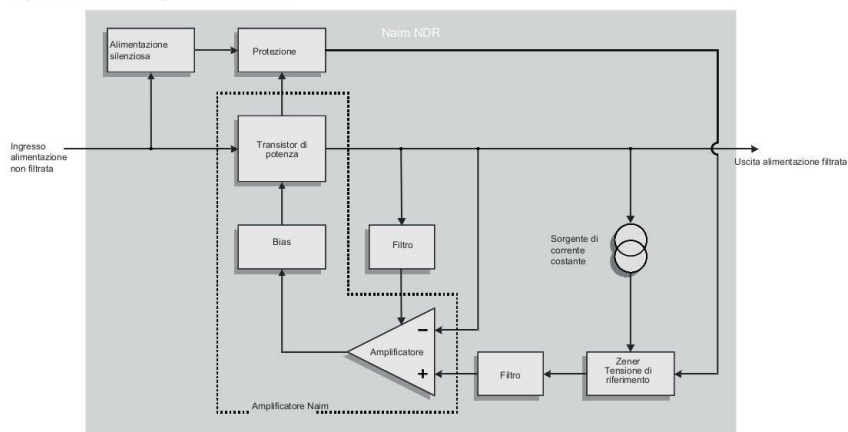 Naim NDR
Alimentazione
silenziosa
Protezione
Ingresso
alimentazione
non filtrata
Transistor di
potenza
Uscita alimentazione filtrata
Bias
Filtro
Sorgente di
corrente
costante
Amplificatore
−
+
Filtro
Zener
Tensione di
riferimento
Amplificatore Naim